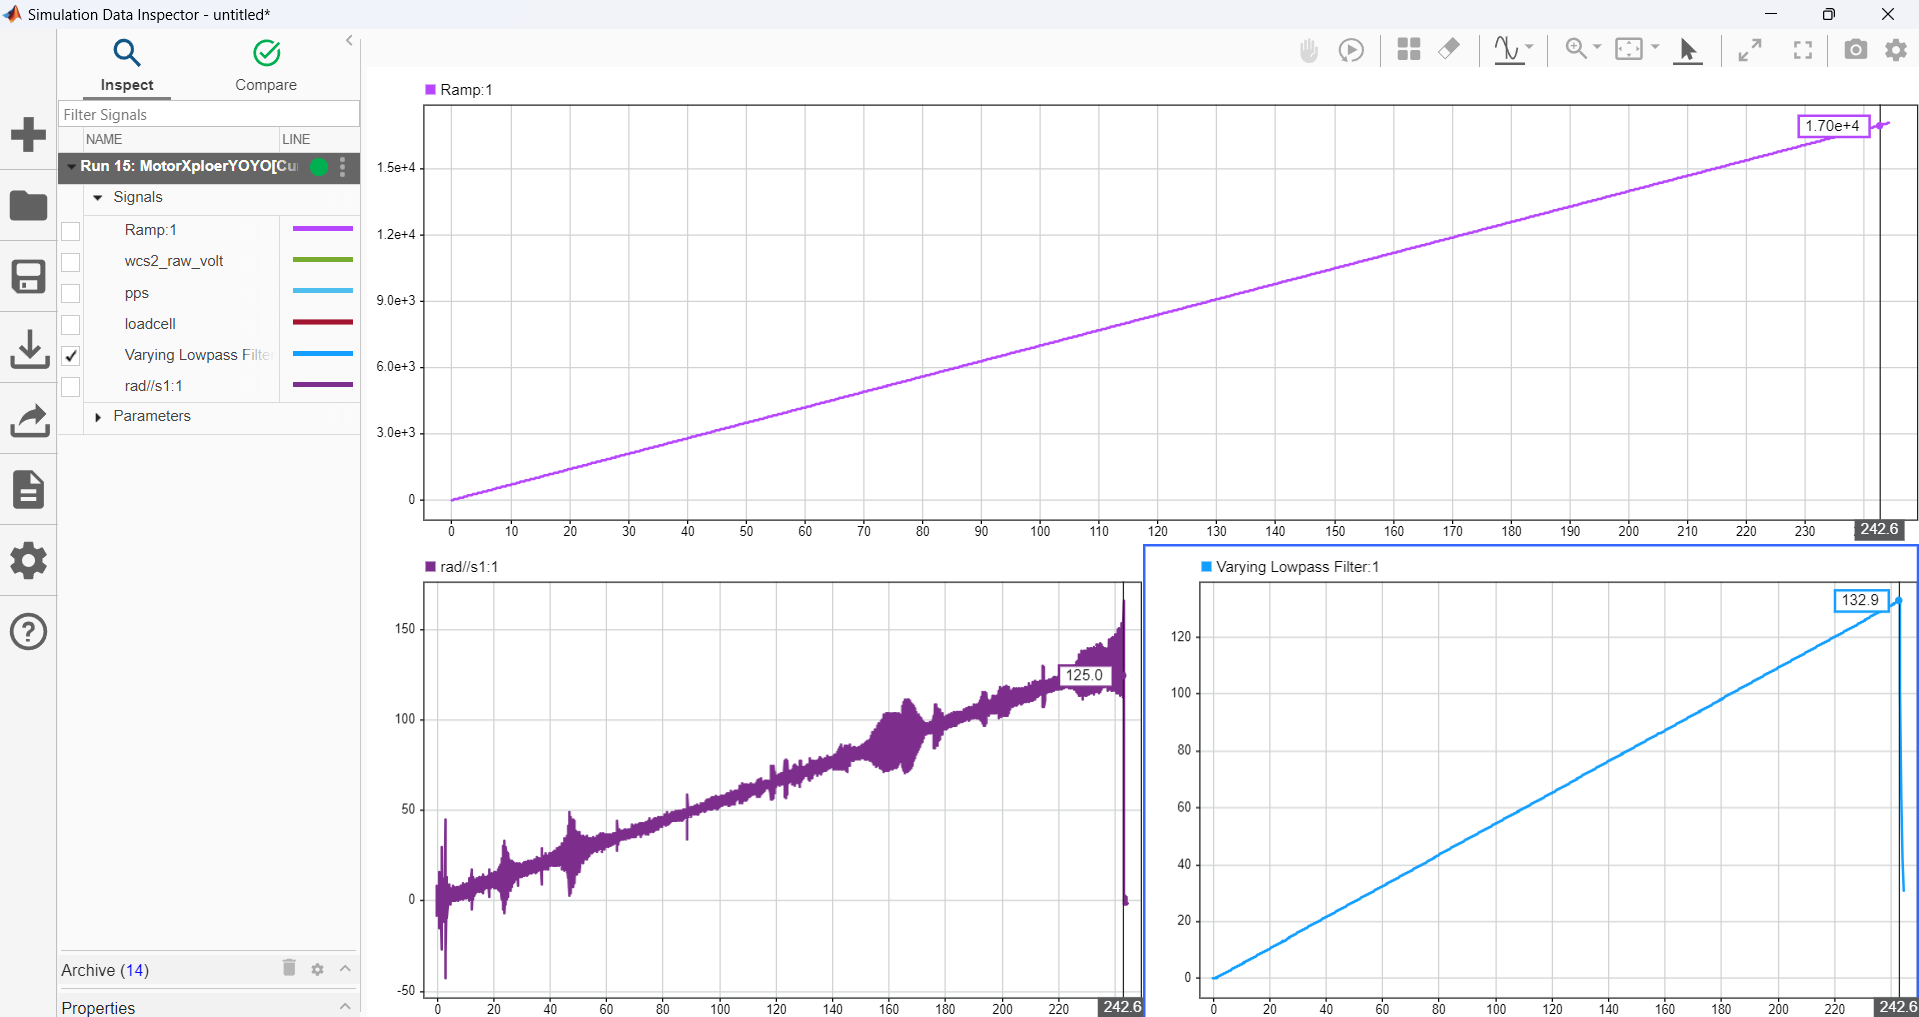 Simulation Data Inspector - untitled*
Inspect
Compare
Filter Signals
NAME
LINE
Run 15: MotorXploerYOYO[Cu
Signals
Ramp:1
wcs2_raw_volt
pps
loadcell
Varying Lowpass Filte
rad//s1:1
Parameters
Archive (14)
Properties
Ramp:1
1.70e+4
1.5e+4
1.2e+4
9.0e+3
6.0e+3
3.0e+3
0
0 10 20 30 40 50 60 70 80 90 100 110 120 130 140 150 160 170 180 190 200 210 220 230 242.6
rad//s1:1
150
125.0
100
50
0
-50
0 20 40 60 80 100 120 140 160 180 200 220 242.6
Varying Lowpass Filter:1
132.9
120
100
80
60
40
20
0
0 20 40 60 80 100 120 140 160 180 200 220 242.6